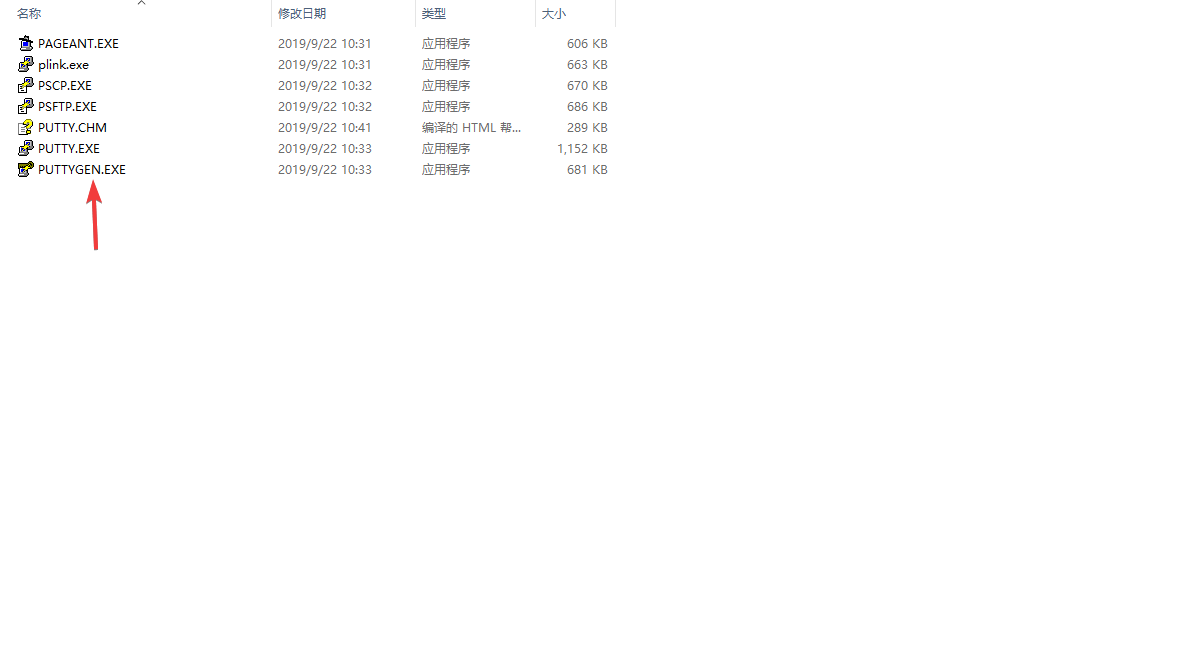 名称 修改日期 类型 大小
PAGEANT.EXE 2019/9/22 10:31 应用程序 606 KB
plink.exe 2019/9/22 10:31 应用程序 663 KB
PSCP.EXE 2019/9/22 10:32 应用程序 670 KB
PSFTP.EXE 2019/9/22 10:32 应用程序 686 KB
PUTTY.CHM 2019/9/22 10:41 编译的 HTML 帮... 289 KB
PUTTY.EXE 2019/9/22 10:33 应用程序 1,152 KB
PUTTYGEN.EXE 2019/9/22 10:33 应用程序 681 KB